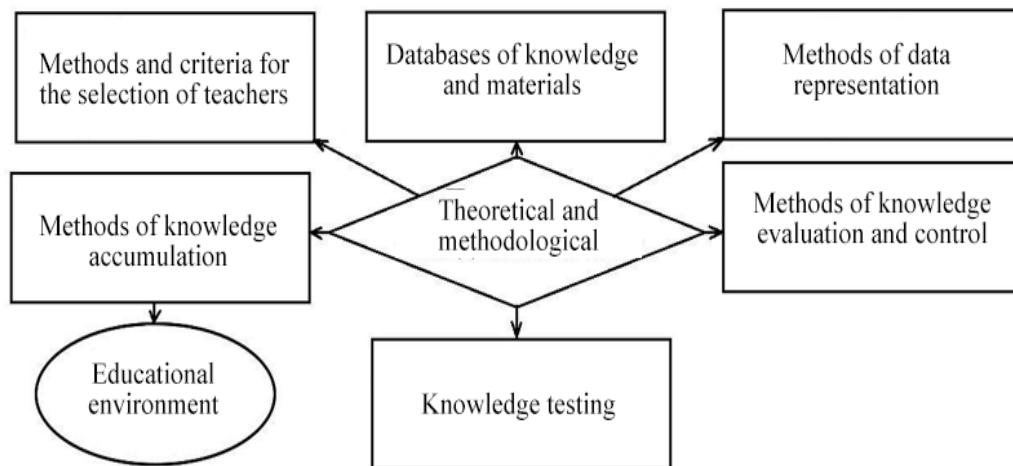 Methods and criteria for
the selection of teachers
Databases of knowledge
and materials
Methods of data
representation
Methods of knowledge
accumulation
Theoretical and
methodological
Methods of knowledge
evaluation and control
Educational
environment
Knowledge testing